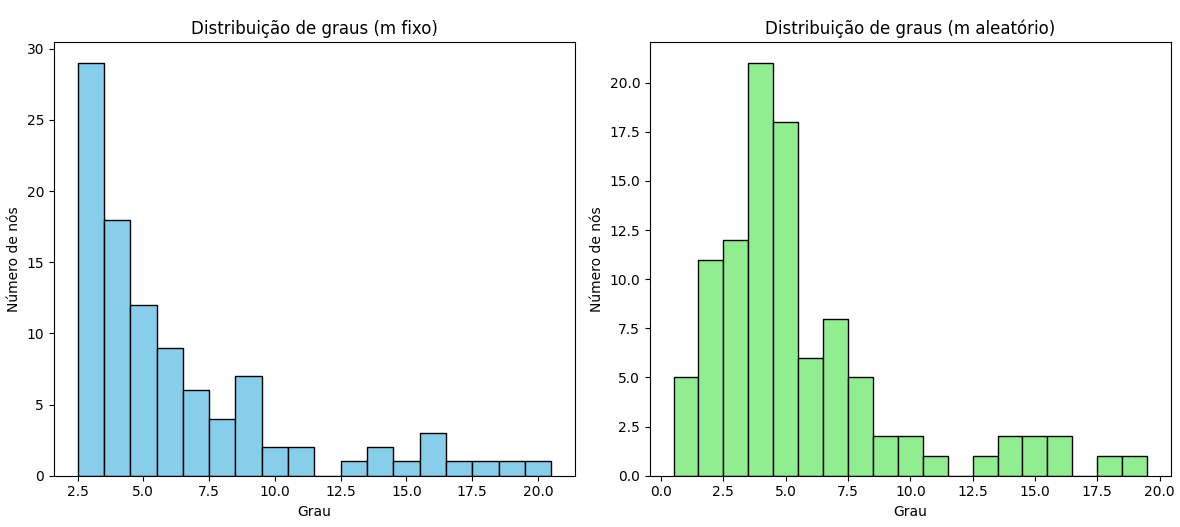 Distribuição de graus (m fixo)
30
25
20
15
10
5
0
Número de nós
2.5 5.0 7.5 10.0 12.5 15.0 17.5 20.0
Grau
Distribuição de graus (m aleatório)
20.0
17.5
15.0
12.5
10.0
7.5
5.0
2.5
0.0
Número de nós
0.0 2.5 5.0 7.5 10.0 12.5 15.0 17.5 20.0
Grau